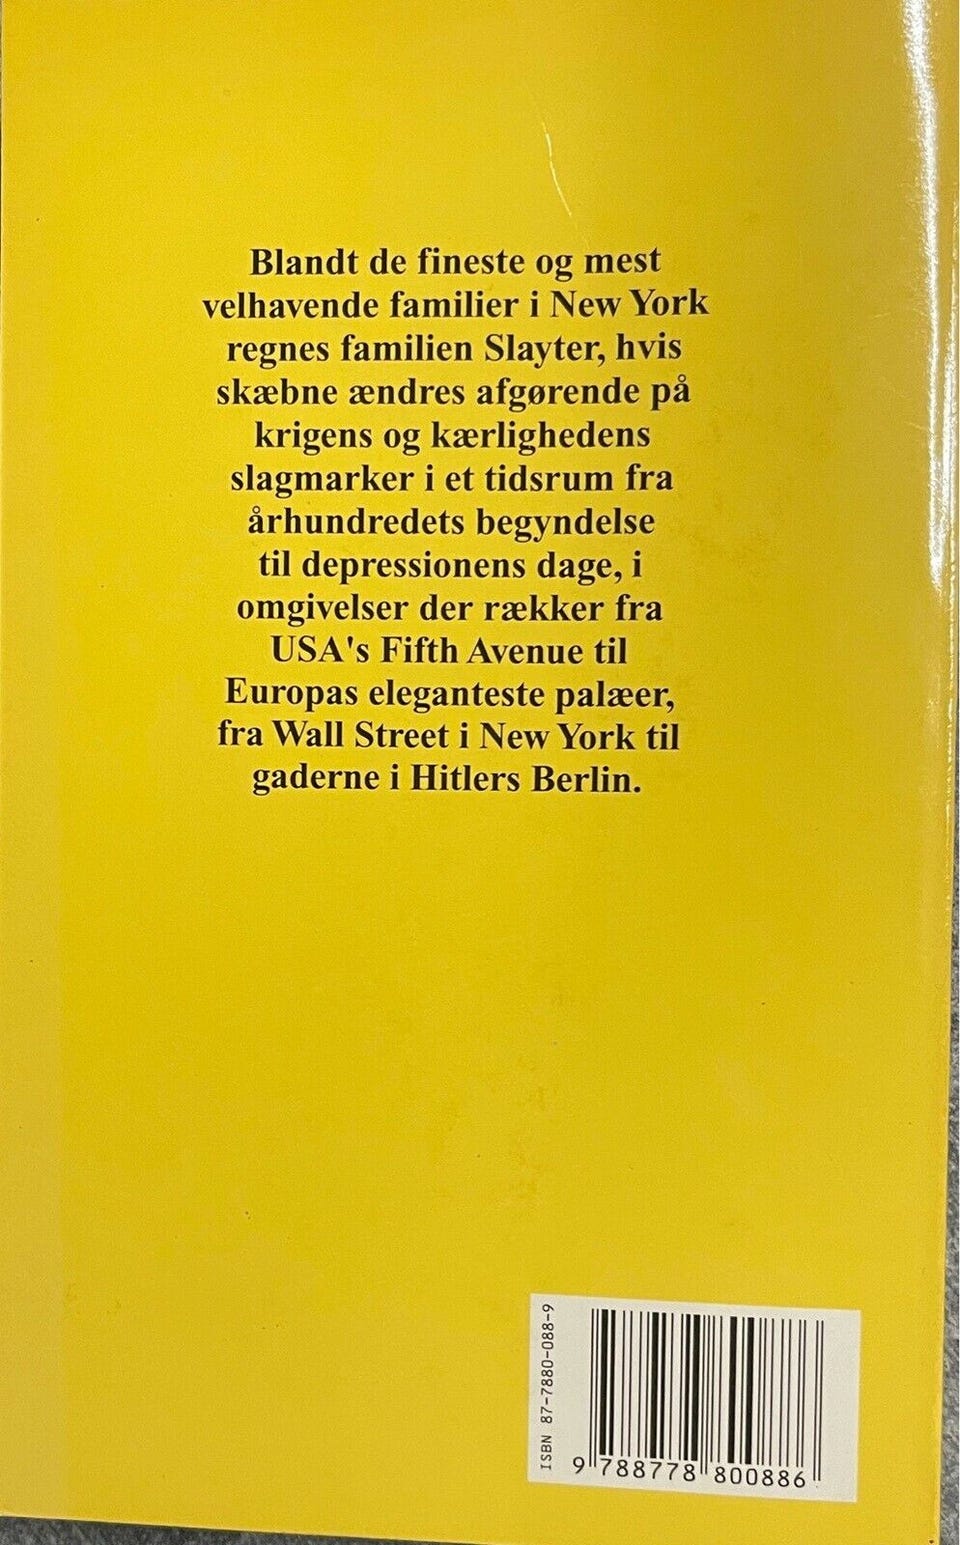 Blandt de fineste og mest
velhavende familier i New York
regnes familien Slayter, hvis
skæbne ændres afgørende på
krigens og kærlighedens
slagmarker i et tidsrum fra
århundredets begyndelse
til depressionens dage, i
omgivelser der rækker fra
USA's Fifth Avenue til
Europas eleganteste palæer,
fra Wall Street i New York til
gaderne i Hitlers Berlin.
ISBN 87-7880-088-9
9 788778 800886